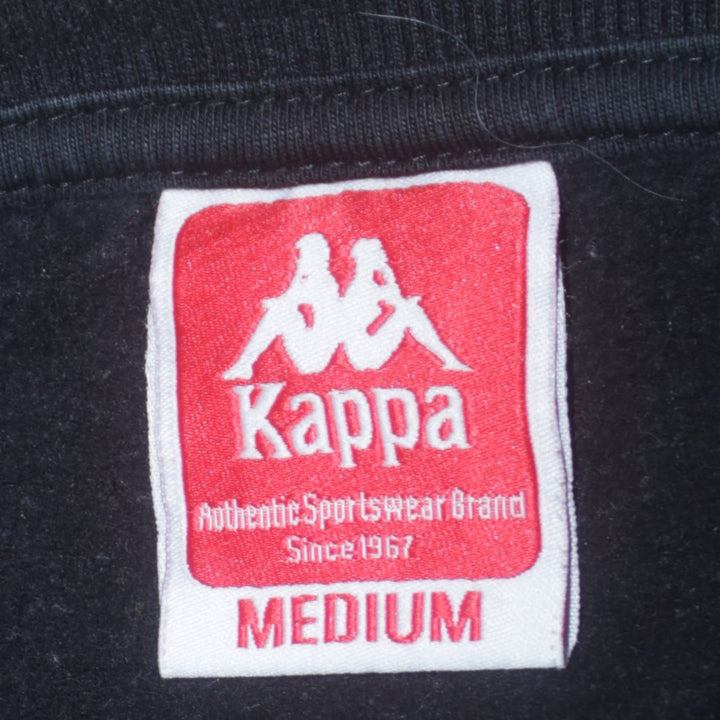 Kappa
Authentic Sportswear Brand
Since 1967
MEDIUM